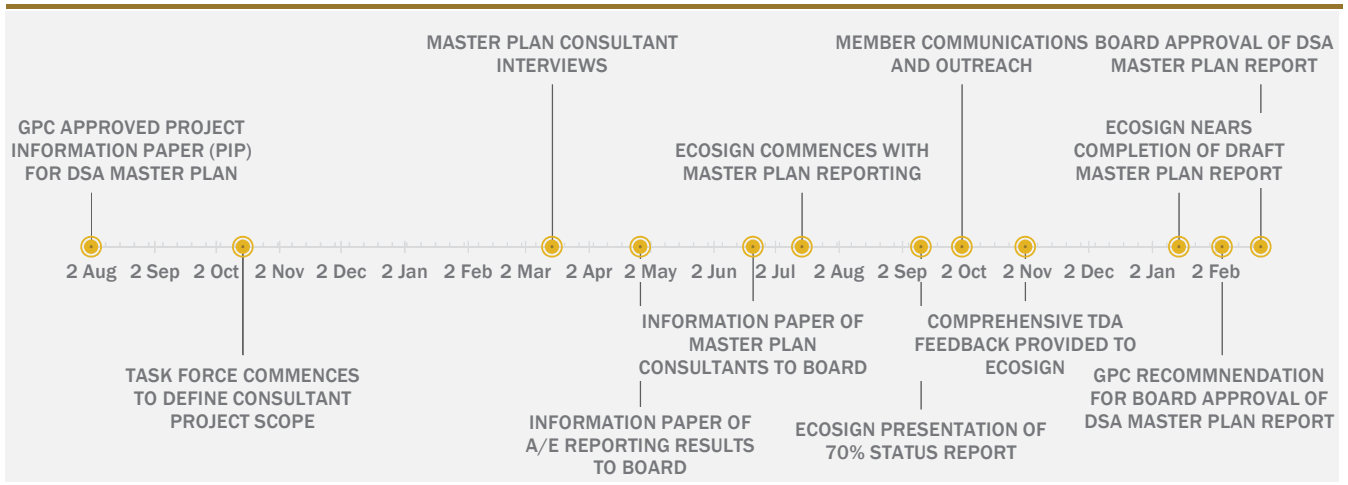 MASTER PLAN CONSULTANT
INTERVIEWS
MEMBER COMMUNICATIONS
AND OUTREACH
BOARD APPROVAL OF DSA
MASTER PLAN REPORT
GPC APPROVED PROJECT
INFORMATION PAPER (PIP)
FOR DSA MASTER PLAN
ECOSIGN COMMENCES WITH
MASTER PLAN REPORTING
ECOSIGN NEARS
COMPLETION OF DRAFT
MASTER PLAN REPORT
2 Aug 2 Sep 2 Oct 2 Nov 2 Dec 2 Jan 2 Feb 2 Mar 2 Apr 2 May 2 Jun 2 Jul 2 Aug 2 Sep 2 Oct 2 Nov 2 Dec 2 Jan 2 Feb
TASK FORCE COMMENCES
TO DEFINE CONSULTANT
PROJECT SCOPE
INFORMATION PAPER OF
MASTER PLAN
CONSULTANTS TO BOARD
COMPREHENSIVE TDA
FEEDBACK PROVIDED TO
ECOSIGN
GPC RECOMMNENDATION
FOR BOARD APPROVAL OF
DSA MASTER PLAN REPORT
INFORMATION PAPER OF
A/E REPORTING RESULTS
TO BOARD
ECOSIGN PRESENTATION OF
70% STATUS REPORT